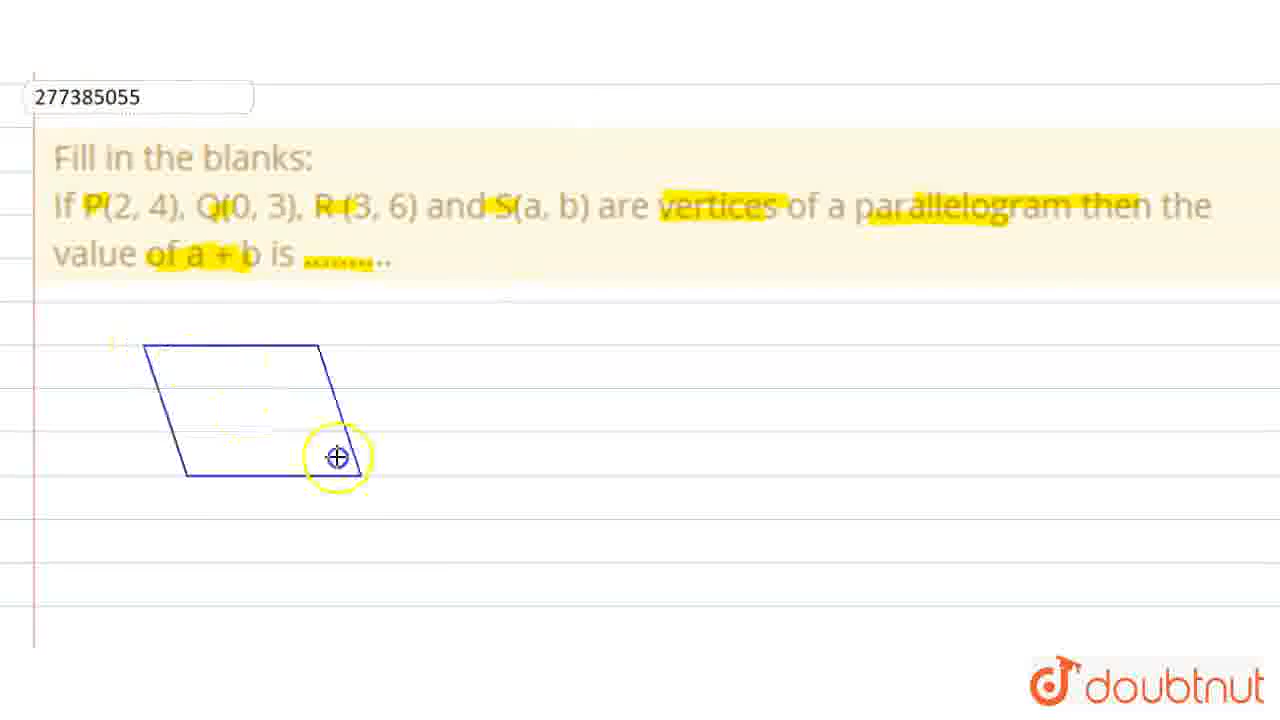 277385055
Fill in the blanks:
If P(2, 4), Q(0, 3), R (3, 6) and S(a, b) are vertices of a parallelogram then the
value of a + b is ...........
doubtnut